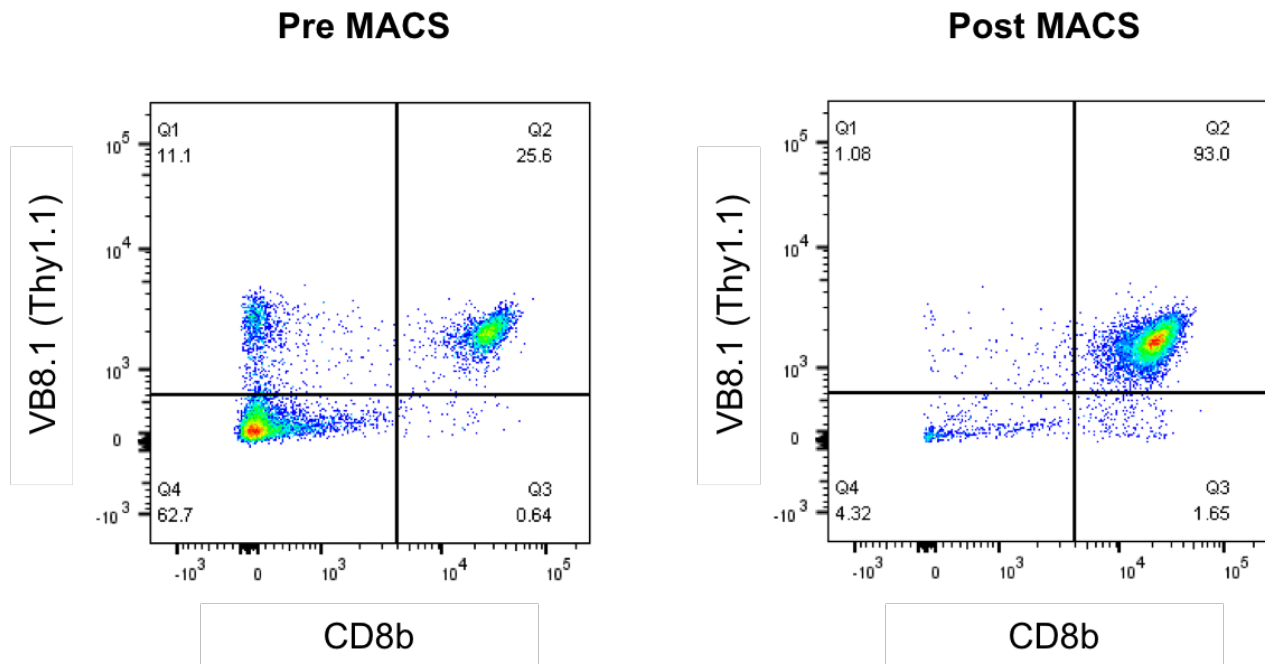 Pre MACS
Q1
11.1
Q2
25.6
Q4
62.7
Q3
0.64
10^5
10^4
10^3
0
-10^3
-10^3
0
10^3
10^4
10^5
VB8.1 (Thy1.1)
CD8b
Post MACS
Q1
1.08
Q2
93.0
Q4
4.32
Q3
1.65
10^5
10^4
10^3
0
-10^3
-10^3
0
10^3
10^4
10^5
VB8.1 (Thy1.1)
CD8b